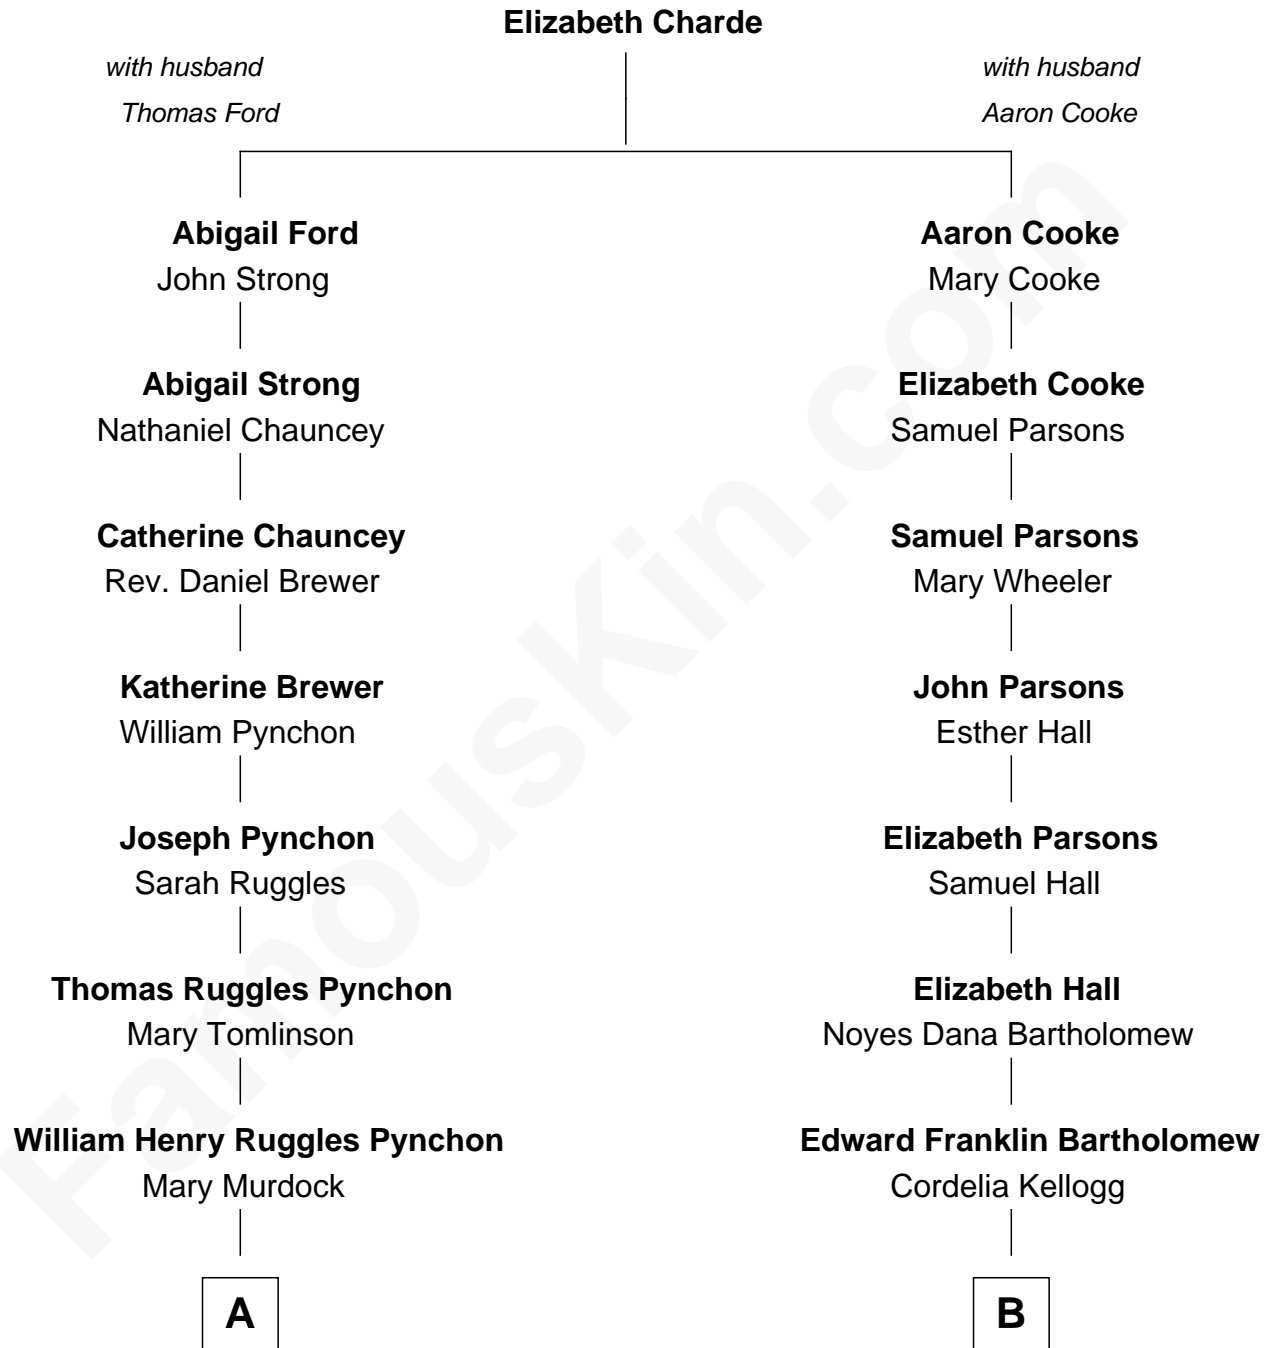 Elizabeth Charde
with husband
Thomas Ford
with husband
Aaron Cooke
Abigail Ford
John Strong
Aaron Cooke
Mary Cooke
Abigail Strong
Nathaniel Chauncey
Elizabeth Cooke
Samuel Parsons
Catherine Chauncey
Rev. Daniel Brewer
Samuel Parsons
Mary Wheeler
Katherine Brewer
William Pynchon
John Parsons
Esther Hall
Joseph Pynchon
Sarah Ruggles
Elizabeth Parsons
Samuel Hall
Thomas Ruggles Pynchon
Mary Tomlinson
Elizabeth Hall
Noyes Dana Bartholomew
William Henry Ruggles Pynchon
Mary Murdock
Edward Franklin Bartholomew
Cordelia Kellogg
A
B
FamousKin.com